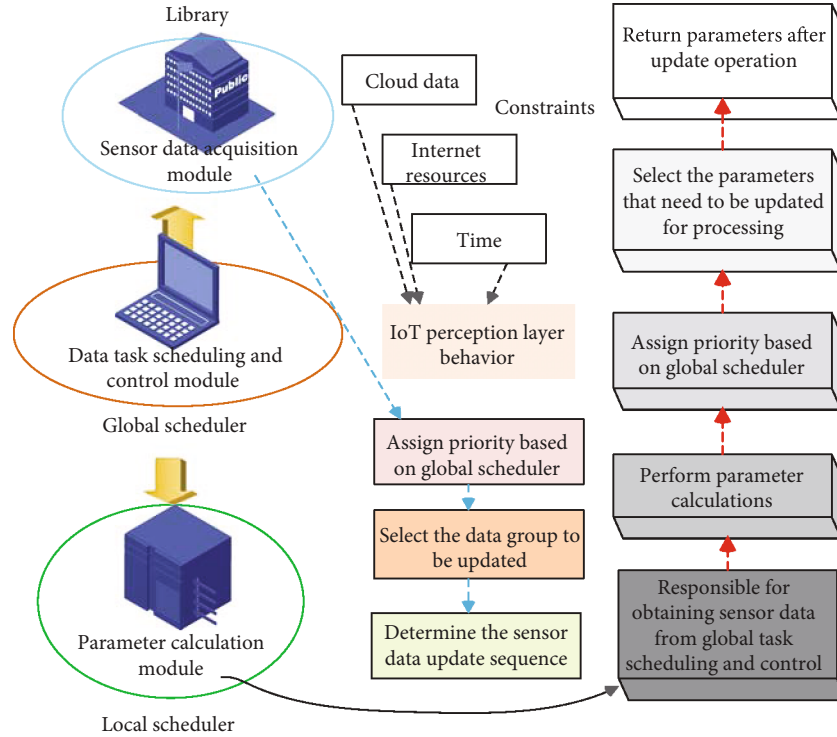 Library
Public
Sensor data acquisition
module
Data task scheduling and
control module
Global scheduler
Parameter calculation
module
Local scheduler
Cloud data
Constraints
Internet
resources
Time
IoT perception layer
behavior
Assign priority based
on global scheduler
Select the data group to
be updated
Determine the sensor
data update sequence
Return parameters after
update operation
Select the parameters
that need to be updated
for processing
Assign priority based
on global scheduler
Perform parameter
calculations
Responsible for
obtaining sensor data
from global task
scheduling and control